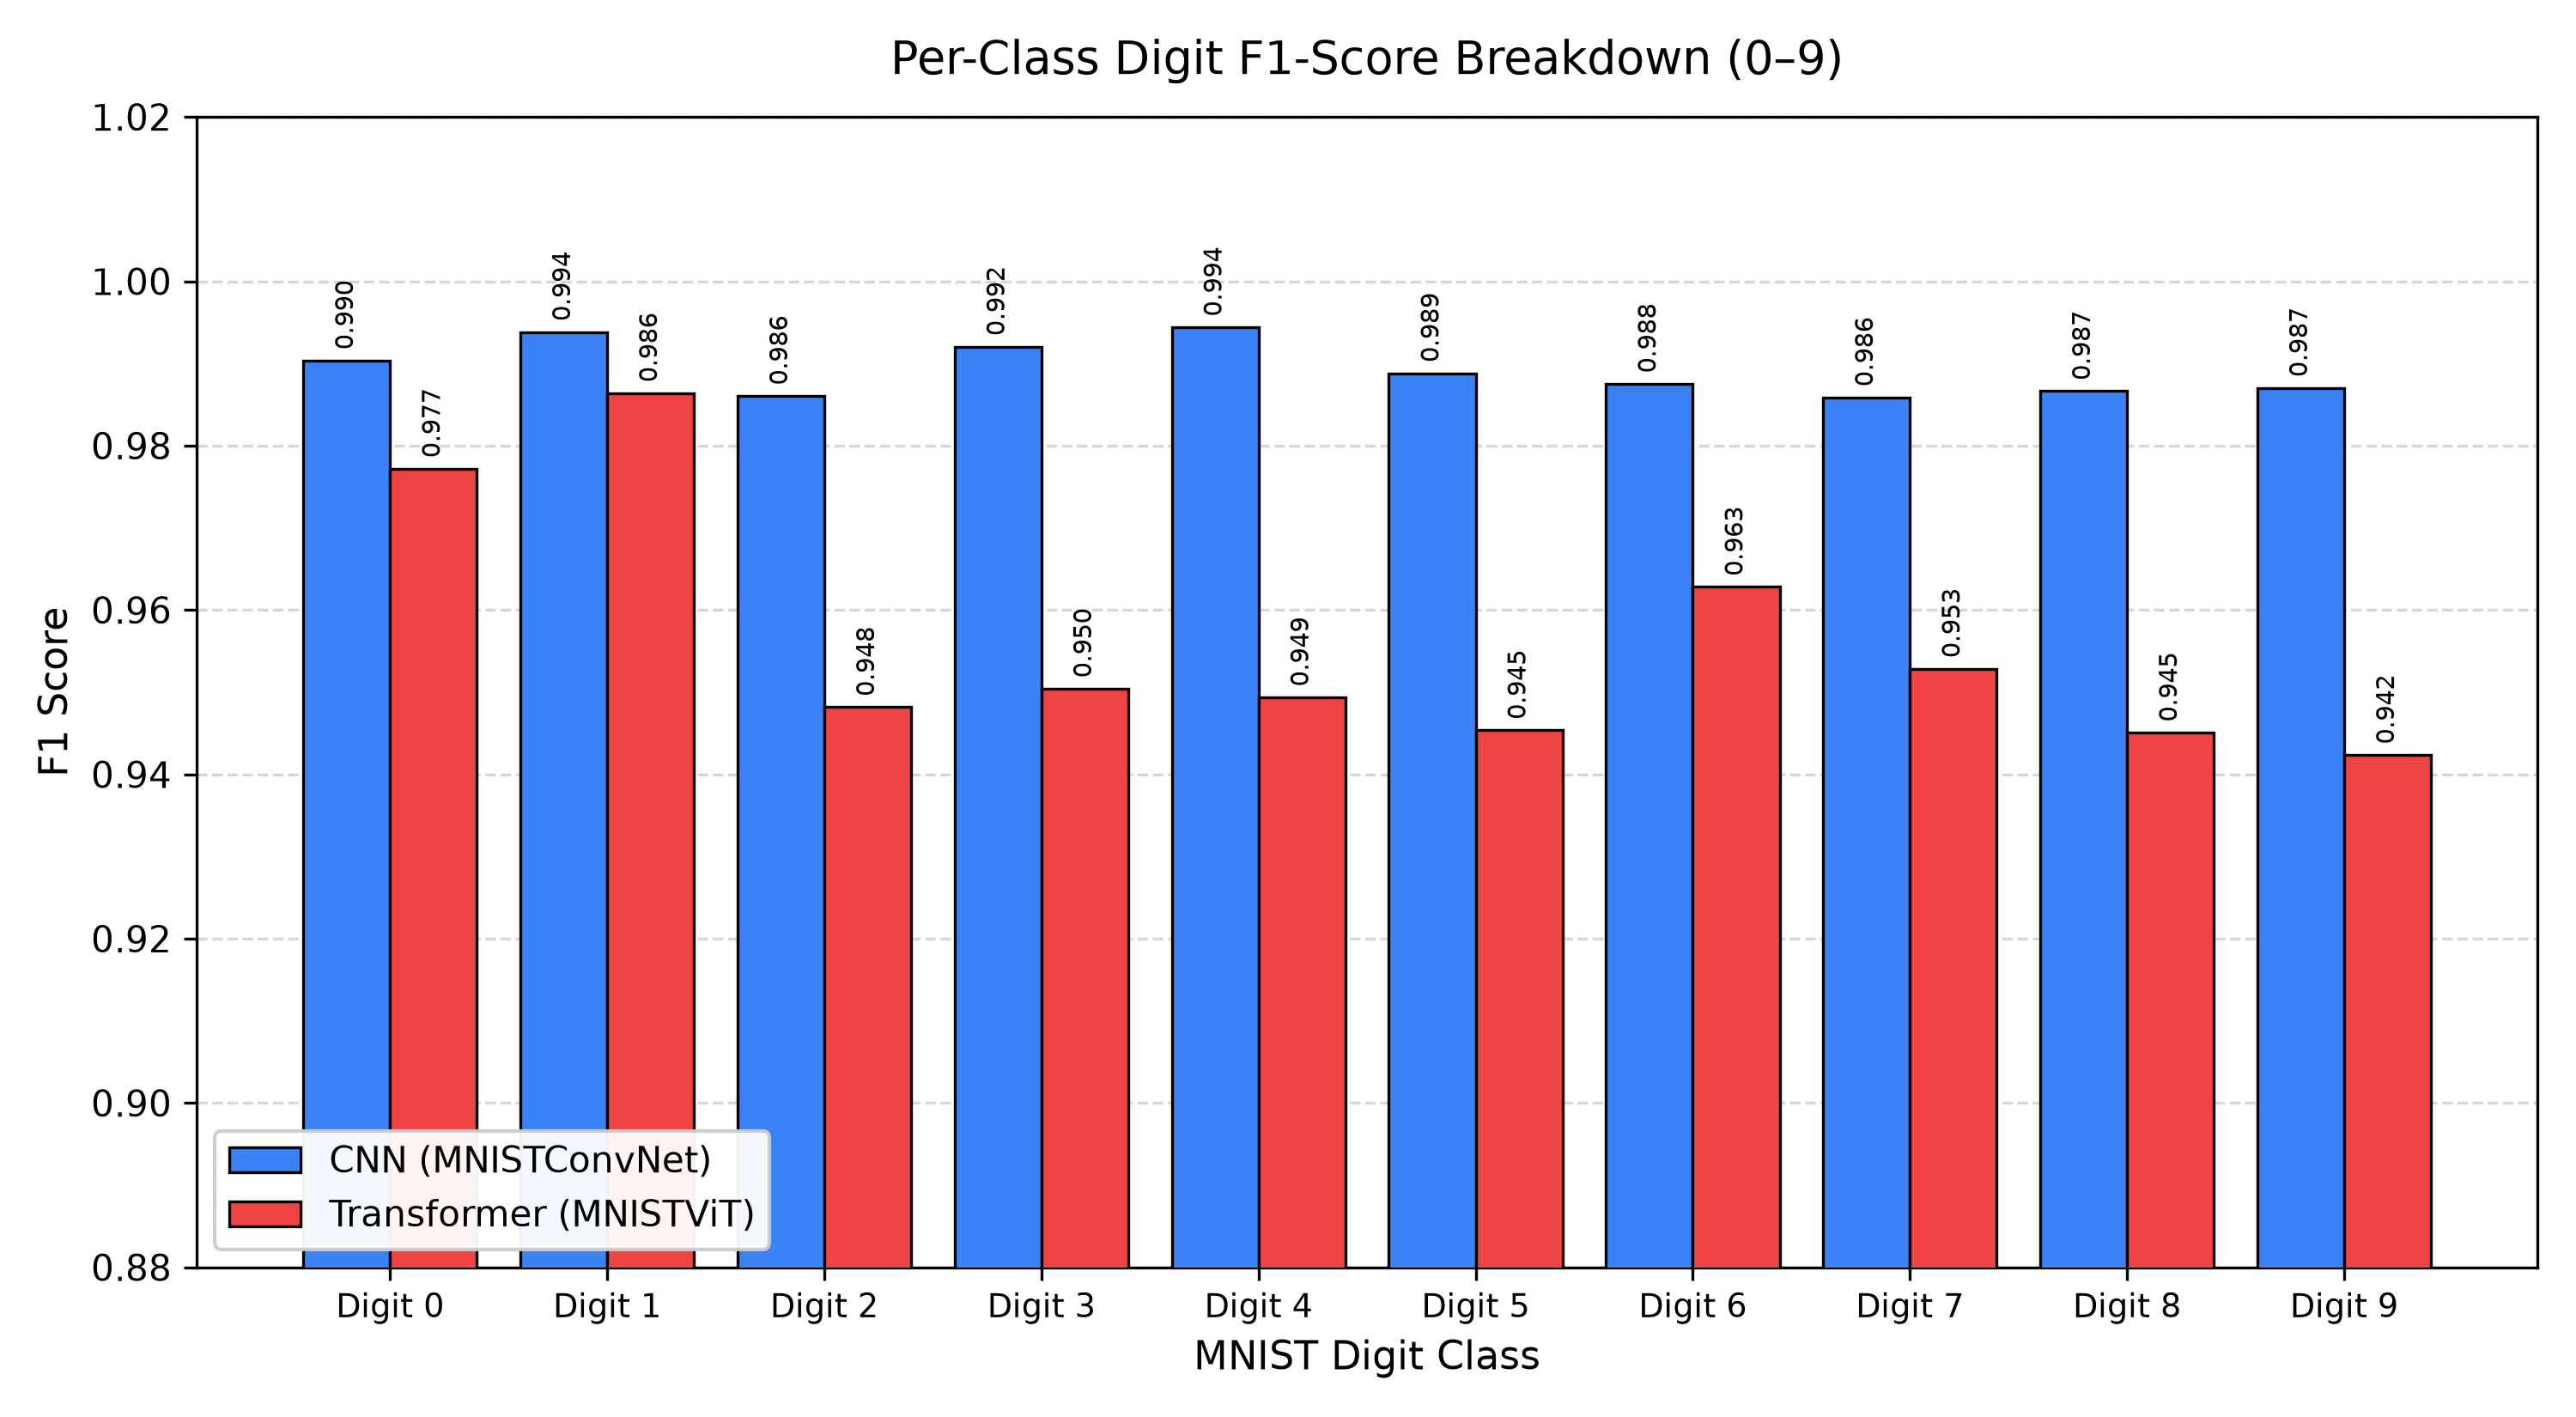 Per-Class Digit F1-Score Breakdown (0–9)
F1 Score
1.02
1.00
0.98
0.96
0.94
0.92
0.90
0.88
0.990
0.977
0.994
0.986
0.986
0.948
0.992
0.950
0.994
0.949
0.989
0.945
0.988
0.963
0.986
0.953
0.987
0.945
0.987
0.942
CNN (MNISTConvNet)
Transformer (MNISTViT)
Digit 0
Digit 1
Digit 2
Digit 3
Digit 4
Digit 5
Digit 6
Digit 7
Digit 8
Digit 9
MNIST Digit Class